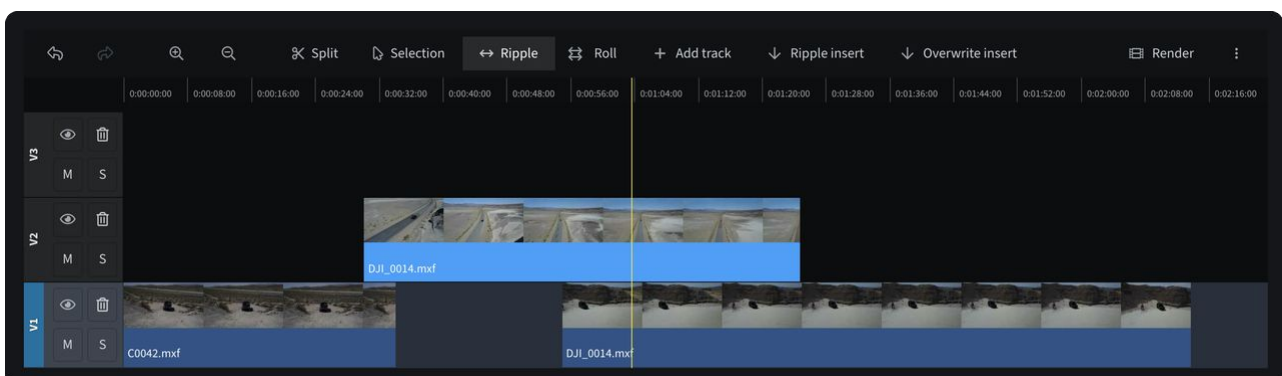 Split Selection Ripple Roll Add track Ripple insert Overwrite insert Render
0:00:00:00 0:00:08:00 0:00:16:00 0:00:24:00 0:00:32:00 0:00:40:00 0:00:48:00 0:00:56:00 0:01:04:00 0:01:12:00 0:01:20:00 0:01:28:00 0:01:36:00 0:01:44:00 0:01:52:00 0:02:00:00 0:02:08:00 0:02:16:00
V3
M S
V2
M S
DJI_0014.mxf
V1
M S
C0042.mxf DJI_0014.mxf